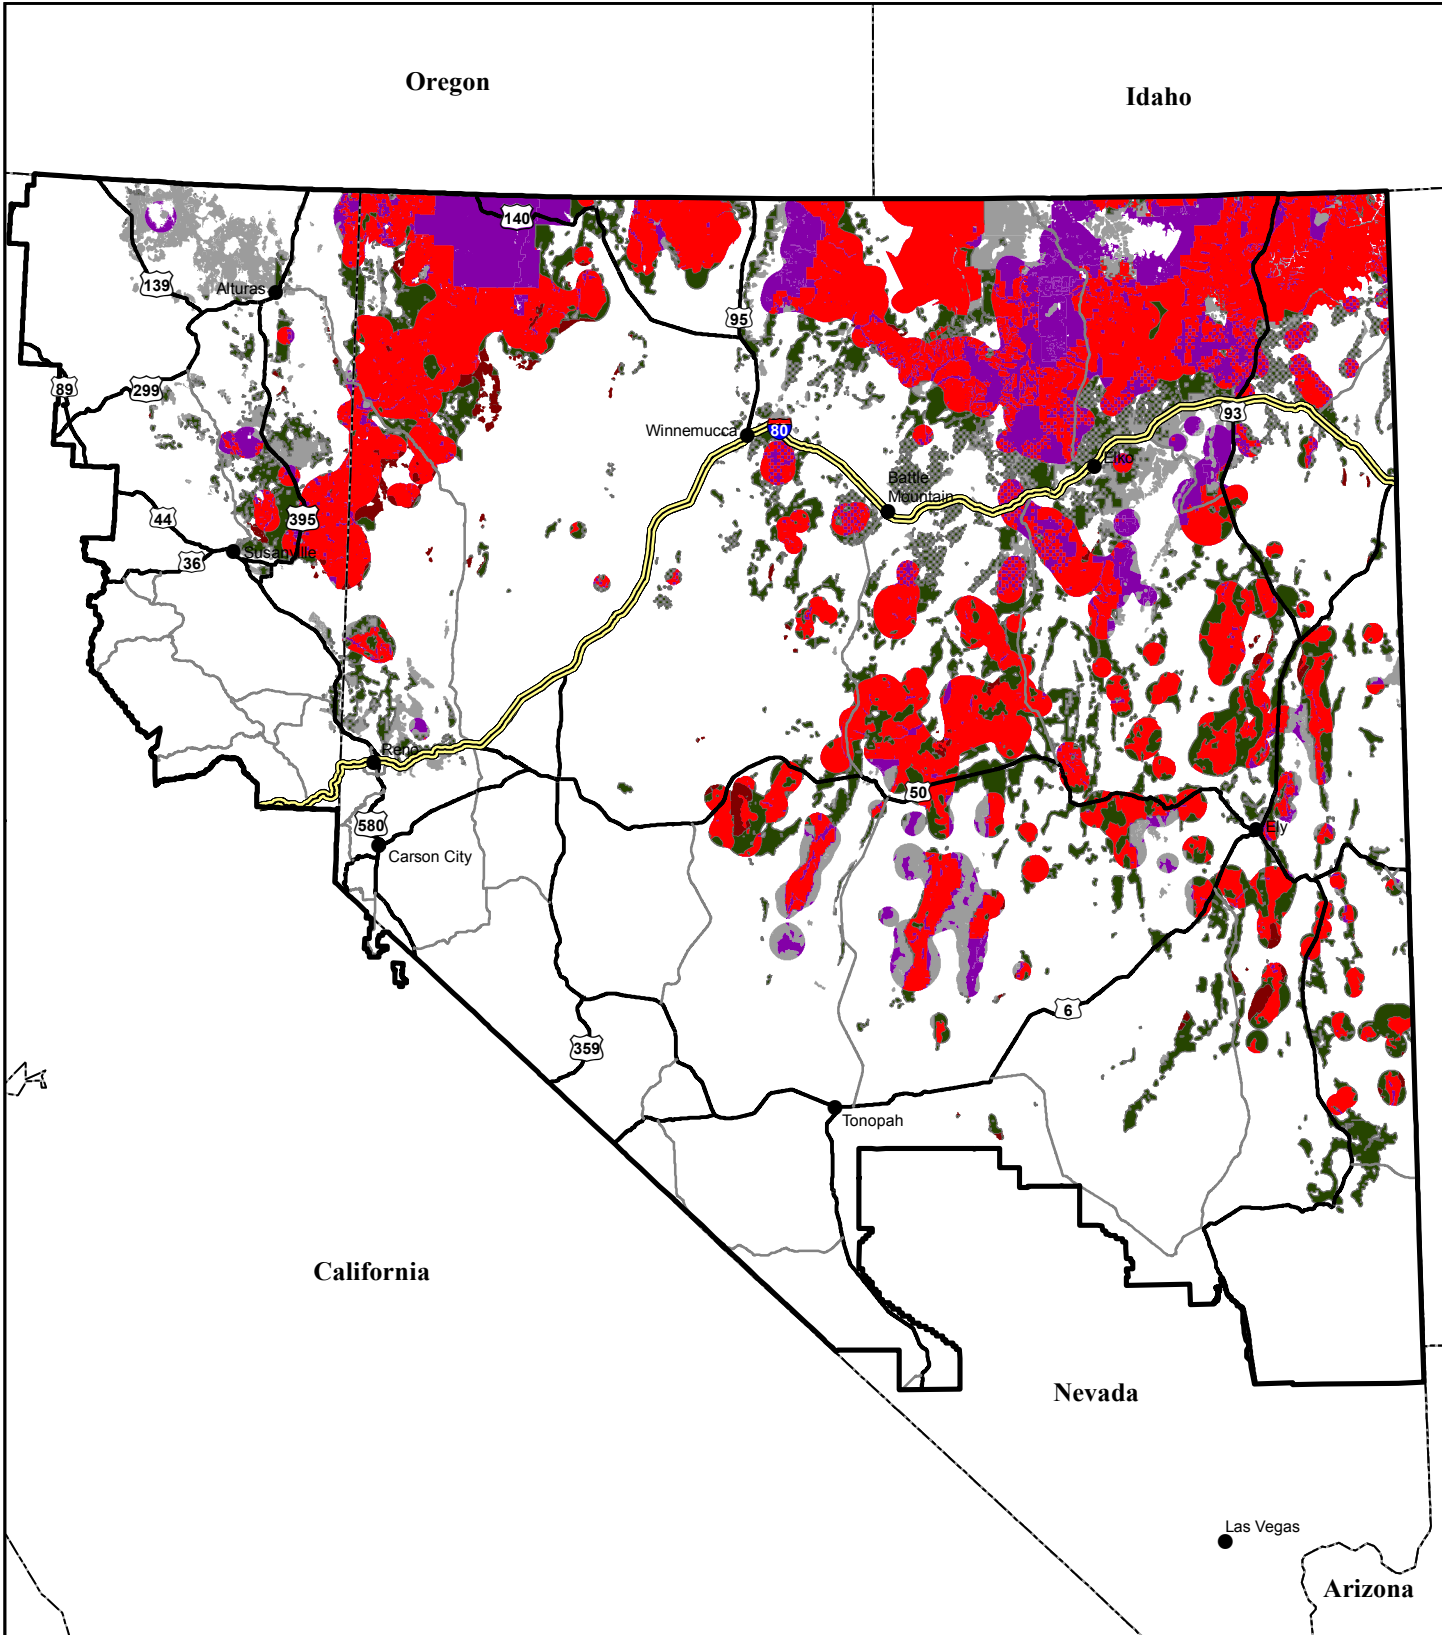 Oregon
Idaho
140
139
Alturas
95
89
299
93
Winnemucca
80
Elko
Battle
Mountain
44
395
Susanville
36
Reno
50
580
Ely
Carson City
6
359
Tonopah
California
Nevada
Las Vegas
Arizona